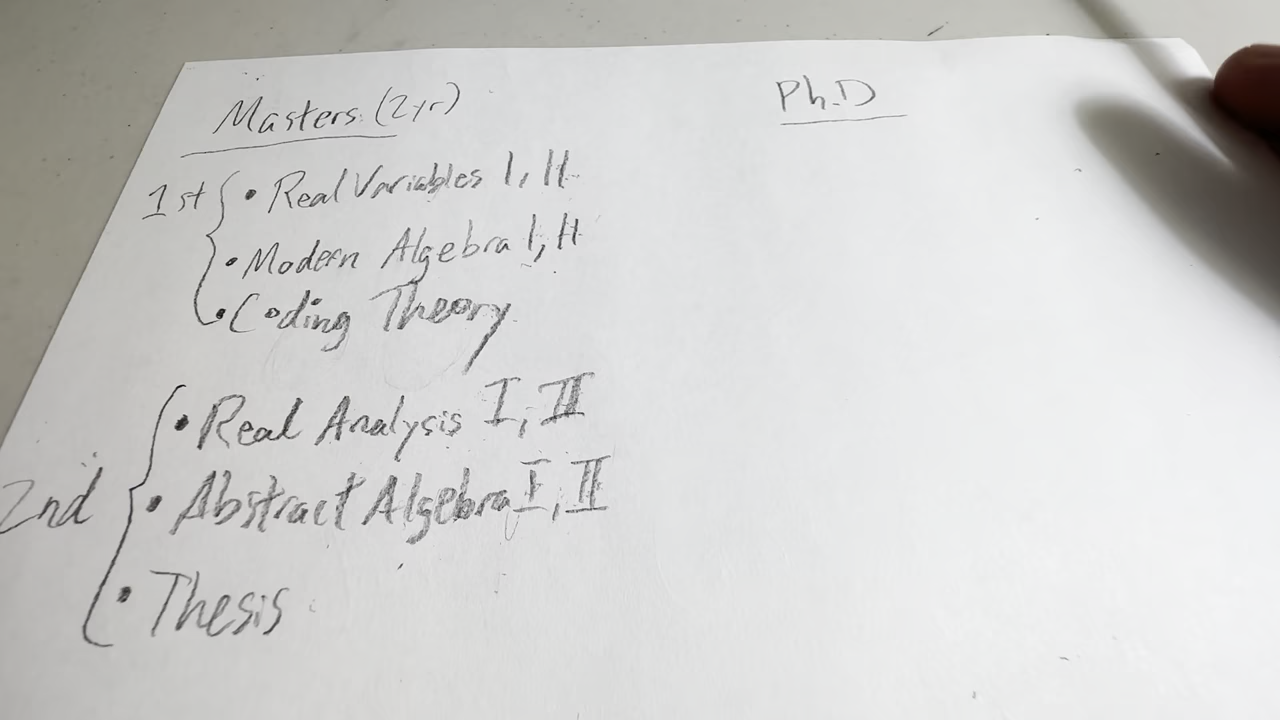 Masters (2yr)
Ph.D
1st { • Real Variables I, II
• Modern Algebra I, II
• Coding Theory
2nd { • Real Analysis I, II
• Abstract Algebra I, II
• Thesis